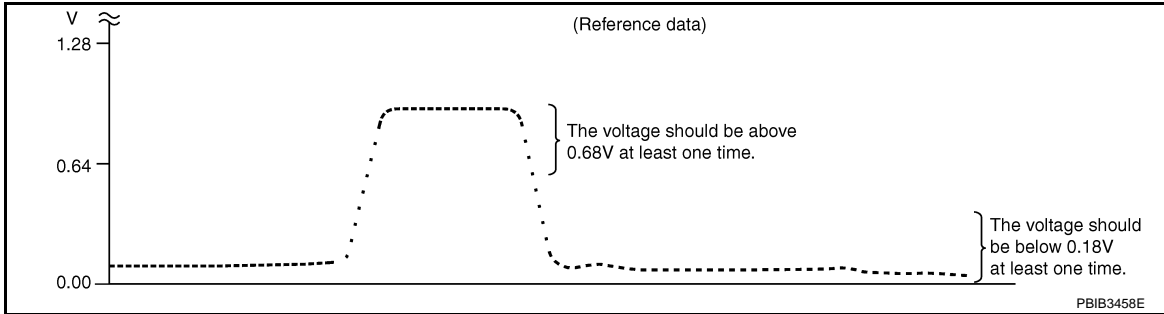 V
(Reference data)
1.28
The voltage should be above
0.68V at least one time.
0.64
The voltage should
be below 0.18V
at least one time.
0.00
PBIB3458E